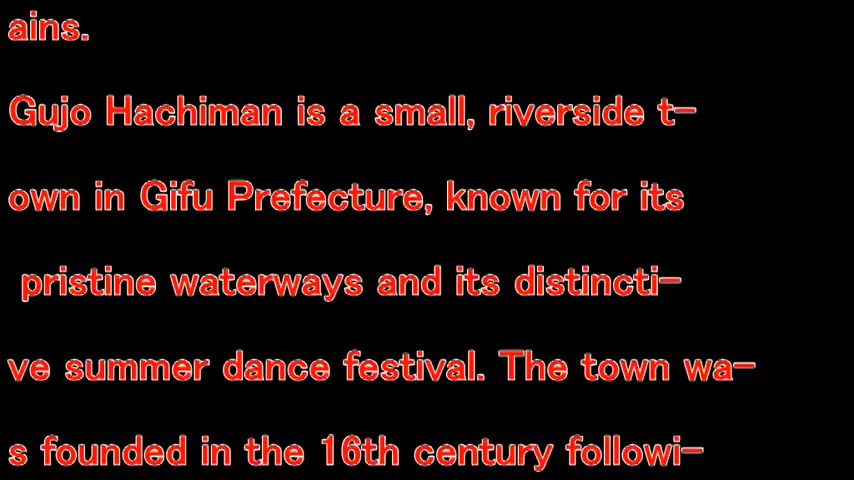 ains.
Gujo Hachiman is a small, riverside t-
own in Gifu Prefecture, known for its
pristine waterways and its distincti-
ve summer dance festival. The town wa-
s founded in the 16th century followi-